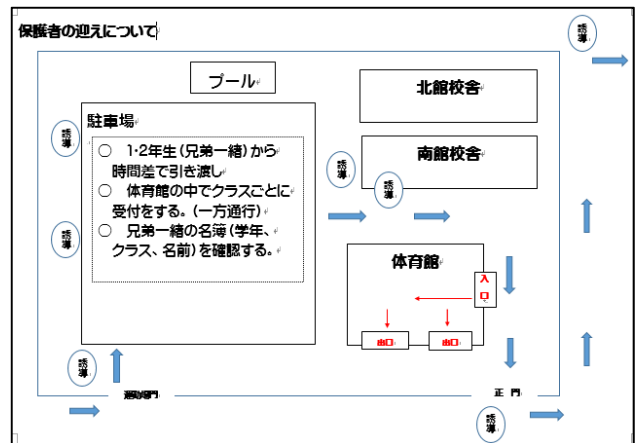 保護者の迎えについて
誘導
プール
北館校舎
駐車場
誘導
○ 1・2年生(兄弟一緒)から
時間差で引き渡し
○ 体育館の中でクラスごとに
受付をする。(一方通行)
○ 兄弟一緒の名簿(学年、
クラス、名前)を確認する。
南館校舎
誘導
誘導
誘導
体育館
入口
出口
出口
誘導
運動場門
正 門
誘導